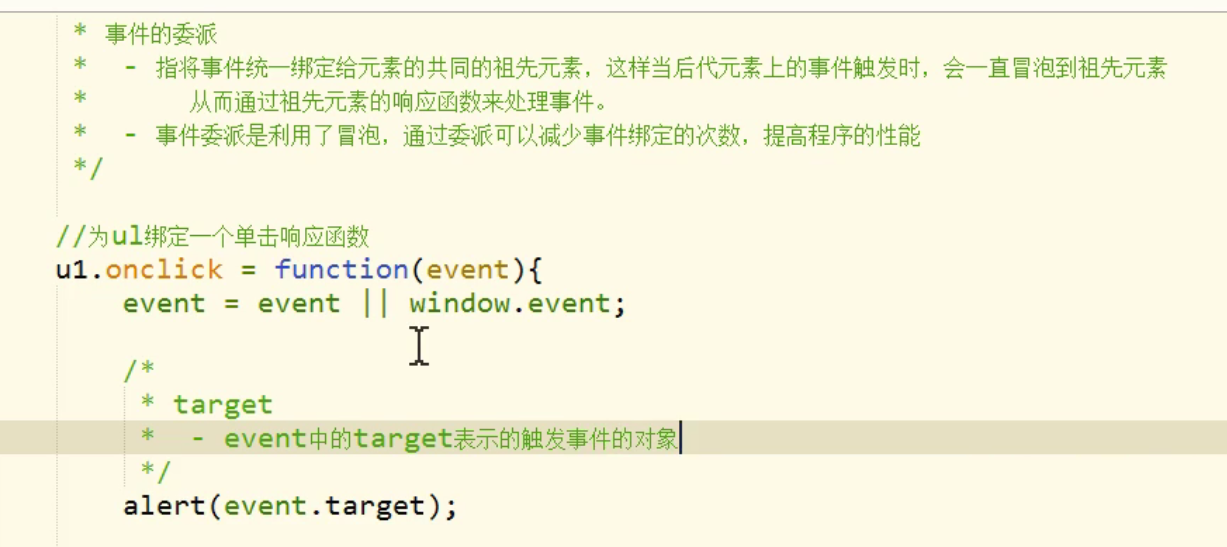 * 事件的委派
* - 指将事件统一绑定给元素的共同的祖先元素，这样当后代元素上的事件触发时，会一直冒泡到祖先元素
* 从而通过祖先元素的响应函数来处理事件。
* - 事件委派是利用了冒泡，通过委派可以减少事件绑定的次数，提高程序的性能
*/
//为ul绑定一个单击响应函数
u1.onclick = function(event){
event = event || window.event;
/*
* target
* - event中的target表示的触发事件的对象
*/
alert(event.target);